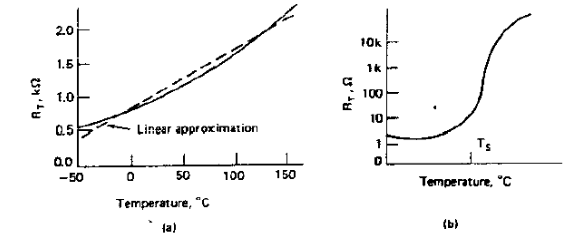 2.0
1.5
1.0
0.5
0.0
R_T, kΩ
Linear approximation
-50 0 50 100 150
Temperature, °C
(a)
10k
1k
100
10
1
0
R_T, Ω
T_S
Temperature, °C
(b)